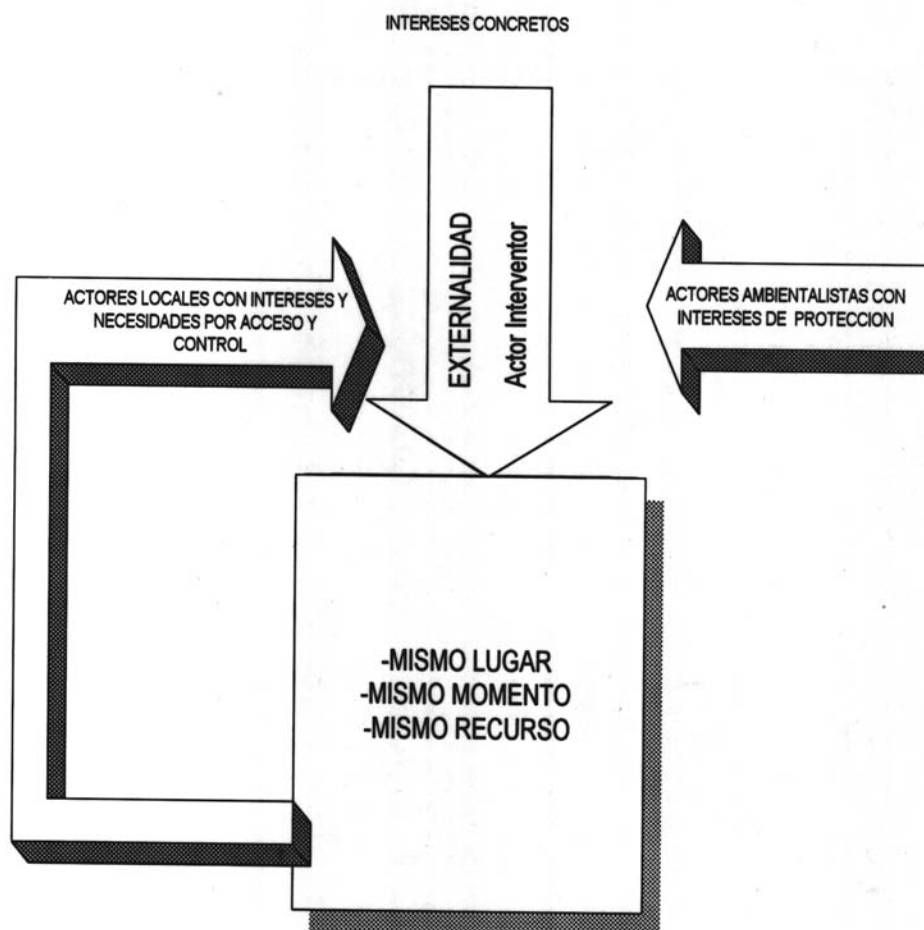 INTERESES CONCRETOS
EXTERNALIDAD
Actor Interventor
ACTORES LOCALES CON INTERESES Y
NECESIDADES POR ACCESO Y
CONTROL
ACTORES AMBIENTALISTAS CON
INTERESES DE PROTECCION
-MISMO LUGAR
-MISMO MOMENTO
-MISMO RECURSO